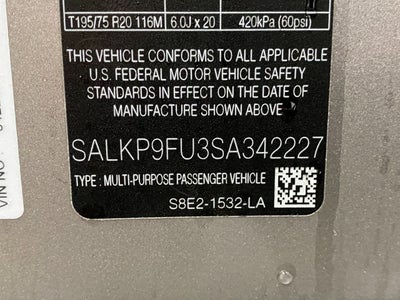 T195/75 R20 116M 6.0J x 20 420kPa (60psi)
THIS VEHICLE CONFORMS TO ALL APPLICABLE
U.S. FEDERAL MOTOR VEHICLE SAFETY
STANDARDS IN EFFECT ON THE DATE OF
MANUFACTURE SHOWN ABOVE
SALKP9FU3SA342227
TYPE : MULTI-PURPOSE PASSENGER VEHICLE
S8E2-1532-LA
VIN NO